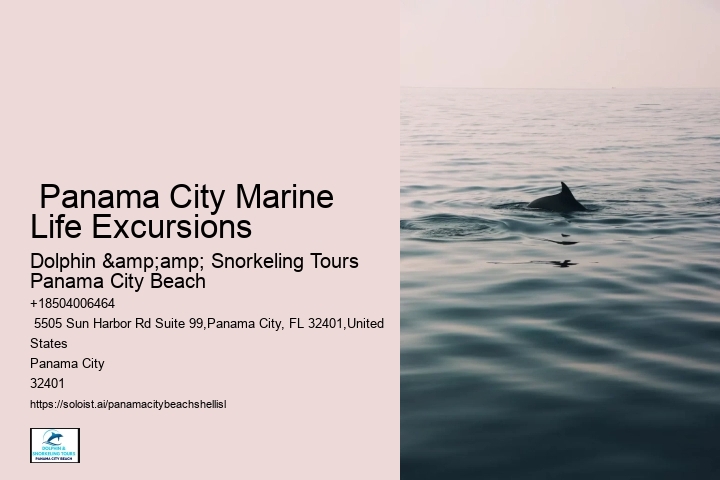 Panama City Marine
Life Excursions
Dolphin &amp;amp; Snorkeling Tours
Panama City Beach
+18504006464
5505 Sun Harbor Rd Suite 99,Panama City, FL 32401,United
States
Panama City
32401
https://soloist.ai/panamacitybeachshellisl
DOLPHIN &
SNORKELING TOURS
PANAMA CITY BEACH